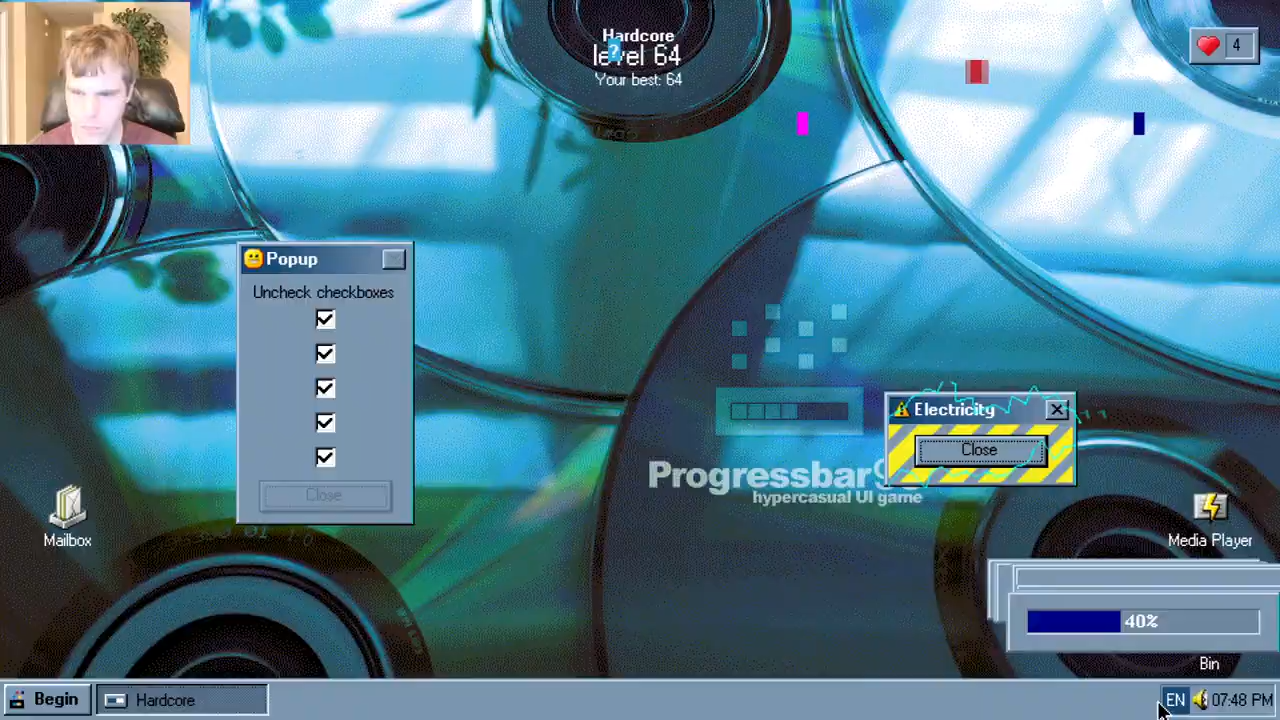 Hardcore
level 64
Your best: 64
4
Popup
Uncheck checkboxes
Close
Electricity
Close
Progressbar
hypercasual UI game
Mailbox
Media Player
40%
Bin
Begin
Hardcore
EN
07:48 PM